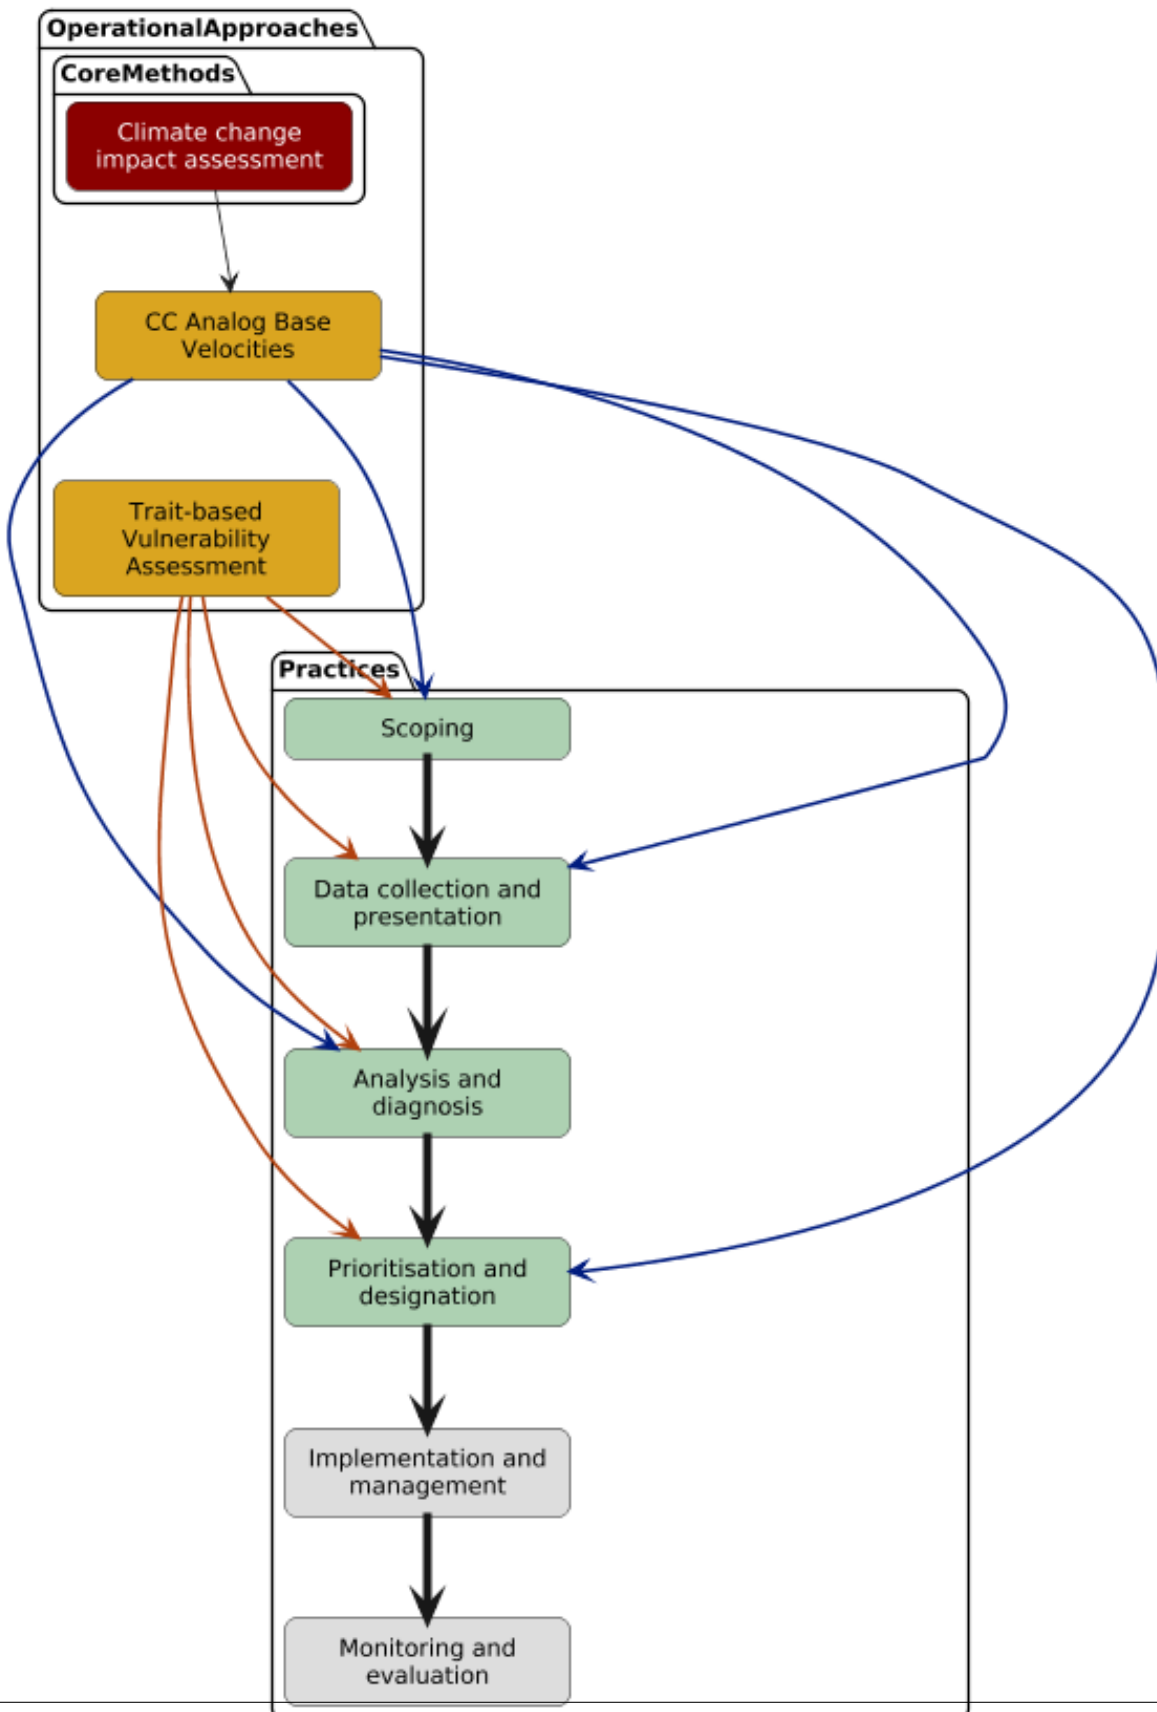 OperationalApproaches
CoreMethods
Climate change
impact assessment
CC Analog Base
Velocities
Trait-based
Vulnerability
Assessment
Practices
Scoping
Data collection and
presentation
Analysis and
diagnosis
Prioritisation and
designation
Implementation and
management
Monitoring and
evaluation